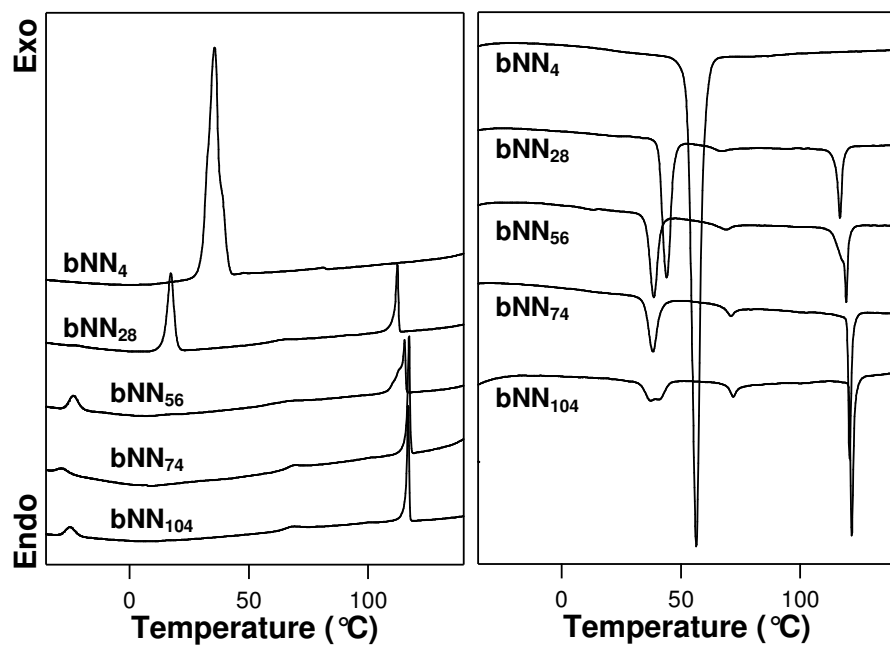 Exo
Endo
bNN₄
bNN₂₈
bNN₅₆
bNN₇₄
bNN₁₀₄
0
50
100
Temperature (°C)
bNN₄
bNN₂₈
bNN₅₆
bNN₇₄
bNN₁₀₄
0
50
100
Temperature (°C)